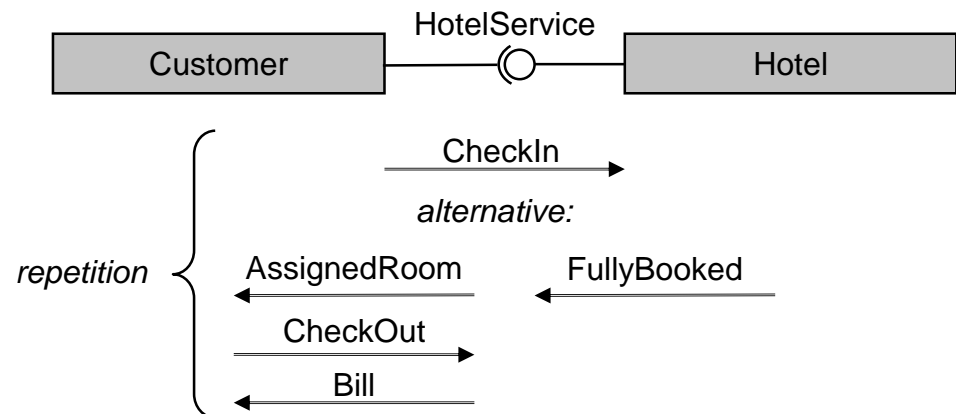 HotelService
Customer
Hotel
CheckIn
alternative:
repetition
AssignedRoom
FullyBooked
CheckOut
Bill